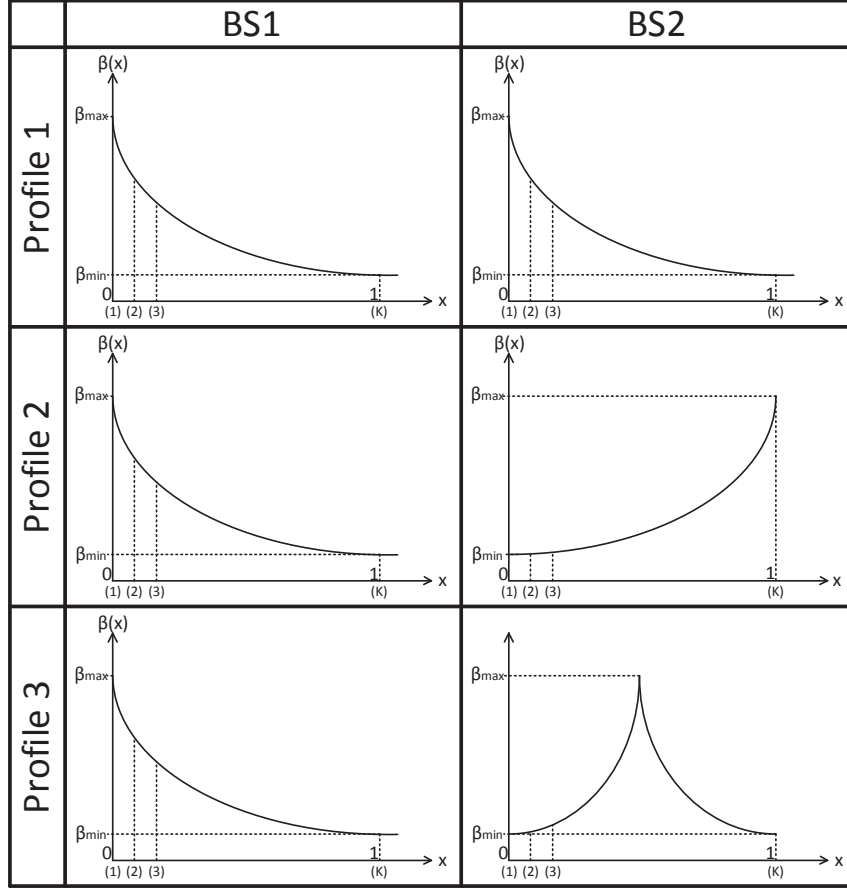 BS1 BS2
Profile 1
β(x)
βmax
βmin
0 1 x
(1) (2) (3) (K)
β(x)
βmax
βmin
0 1 x
(1) (2) (3) (K)
Profile 2
β(x)
βmax
βmin
0 1 x
(1) (2) (3) (K)
β(x)
βmax
βmin
0 1 x
(1) (2) (3) (K)
Profile 3
β(x)
βmax
βmin
0 1 x
(1) (2) (3) (K)
βmax
βmin
0 1 x
(1) (2) (3) (K)